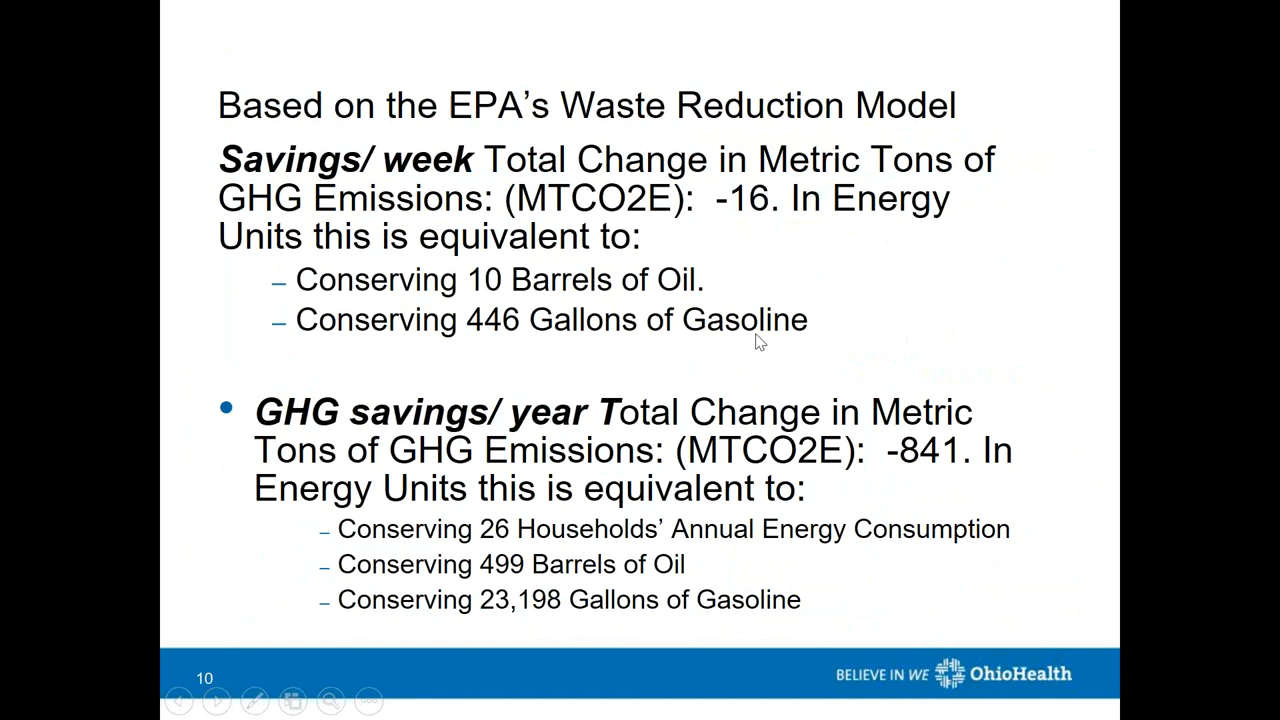 Based on the EPA’s Waste Reduction Model
Savings/ week Total Change in Metric Tons of
GHG Emissions: (MTCO2E):  -16. In Energy
Units this is equivalent to:
– Conserving 10 Barrels of Oil.
– Conserving 446 Gallons of Gasoline
• GHG savings/ year Total Change in Metric
Tons of GHG Emissions: (MTCO2E):  -841. In
Energy Units this is equivalent to:
– Conserving 26 Households’ Annual Energy Consumption
– Conserving 499 Barrels of Oil
– Conserving 23,198 Gallons of Gasoline
10
BELIEVE IN WE OhioHealth